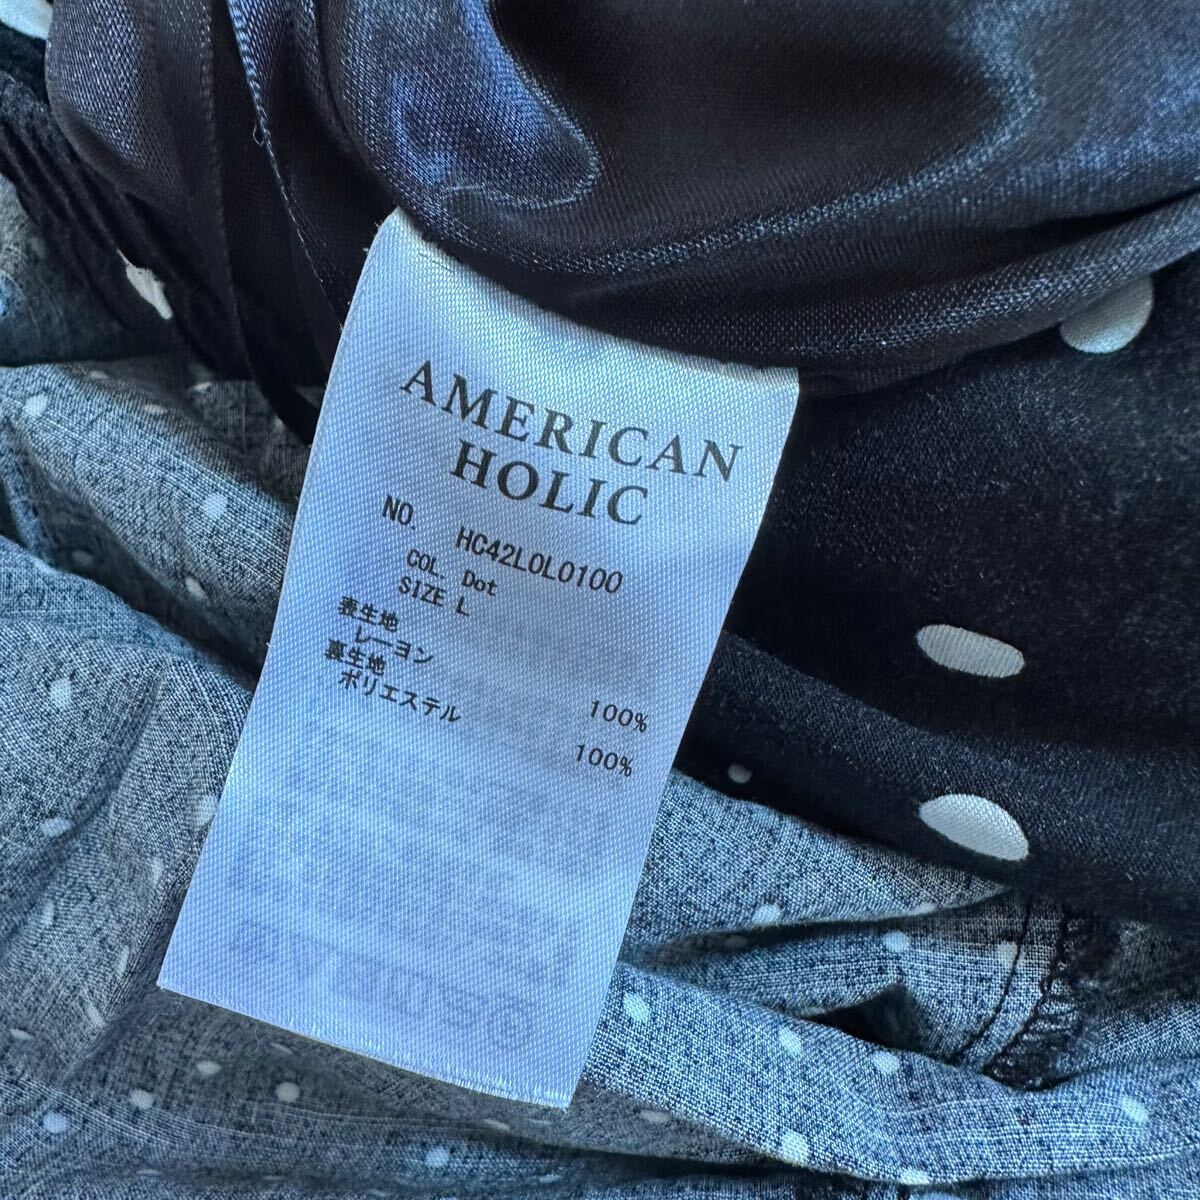 AMERICAN
HOLIC
NO. HC42L0L0100
COL. Dot
SIZE L
表生地
レーヨン 100%
裏生地
ポリエステル 100%